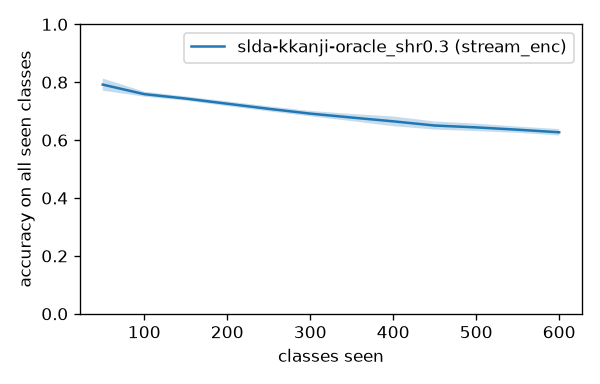 slda-kkanji-oracle_shr0.3 (stream_enc)
accuracy on all seen classes
1.0
0.8
0.6
0.4
0.2
0.0
100 200 300 400 500 600
classes seen